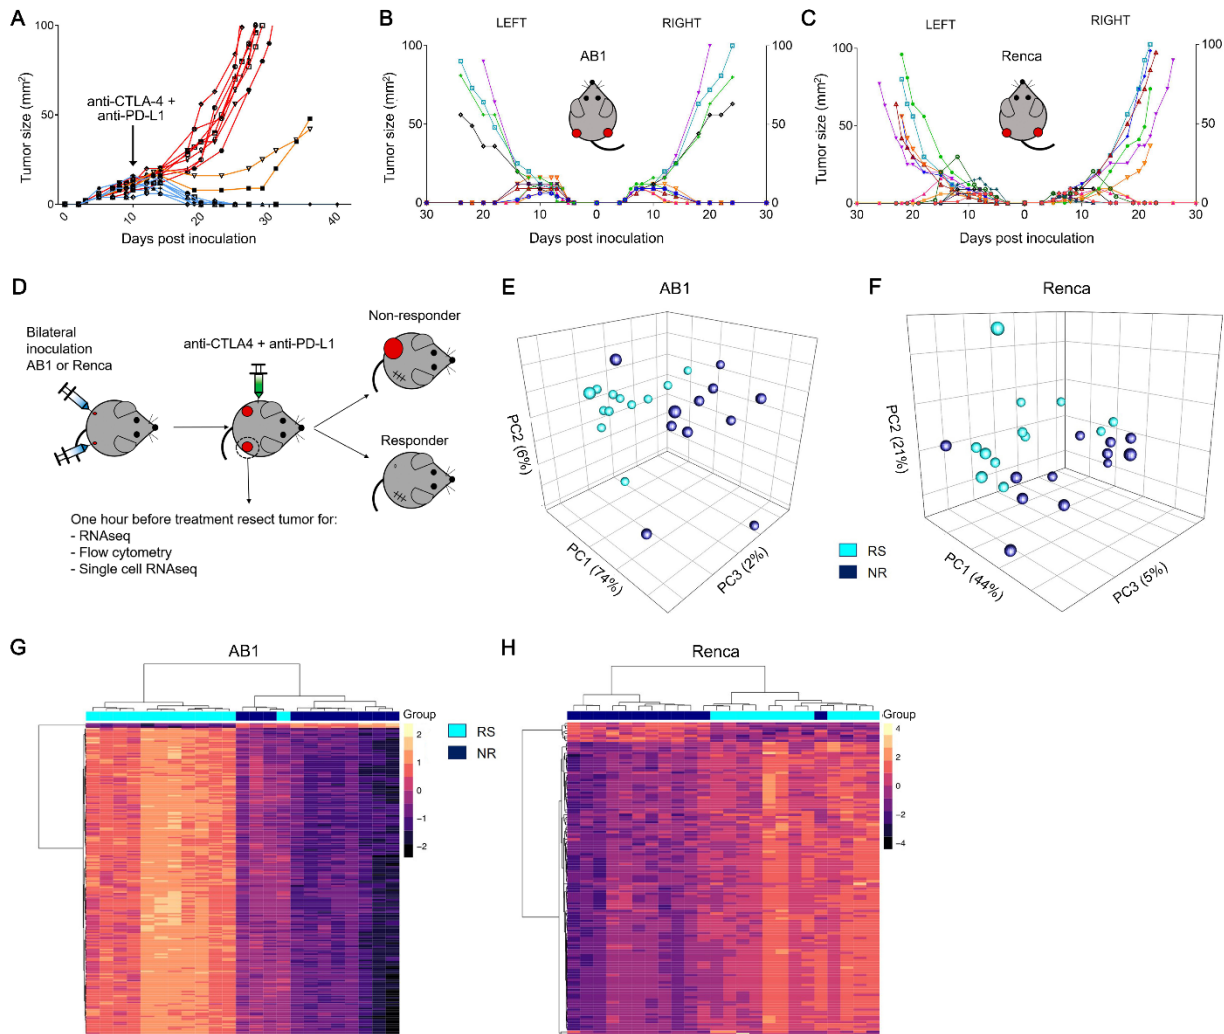 A
Tumor size (mm²)
100
50
0
anti-CTLA-4 +
anti-PD-L1
0 10 20 30 40
Days post inoculation
B
LEFT
RIGHT
AB1
Tumor size (mm²)
100
50
0
100
50
0
30 20 10 0 10 20 30
Days post inoculation
C
LEFT
RIGHT
Renca
Tumor size (mm²)
100
50
0
100
50
0
30 20 10 0 10 20 30
Days post inoculation
D
Bilateral
inoculation
AB1 or Renca
anti-CTLA4 + anti-PD-L1
Non-responder
Responder
One hour before treatment resect tumor for:
- RNAseq
- Flow cytometry
- Single cell RNAseq
E
AB1
PC2 (6%)
PC1 (74%)
PC3 (2%)
RS
NR
F
Renca
PC2 (21%)
PC1 (44%)
PC3 (5%)
G
AB1
Group
2
1
0
−1
−2
RS
NR
H
Renca
Group
4
2
0
−2
−4